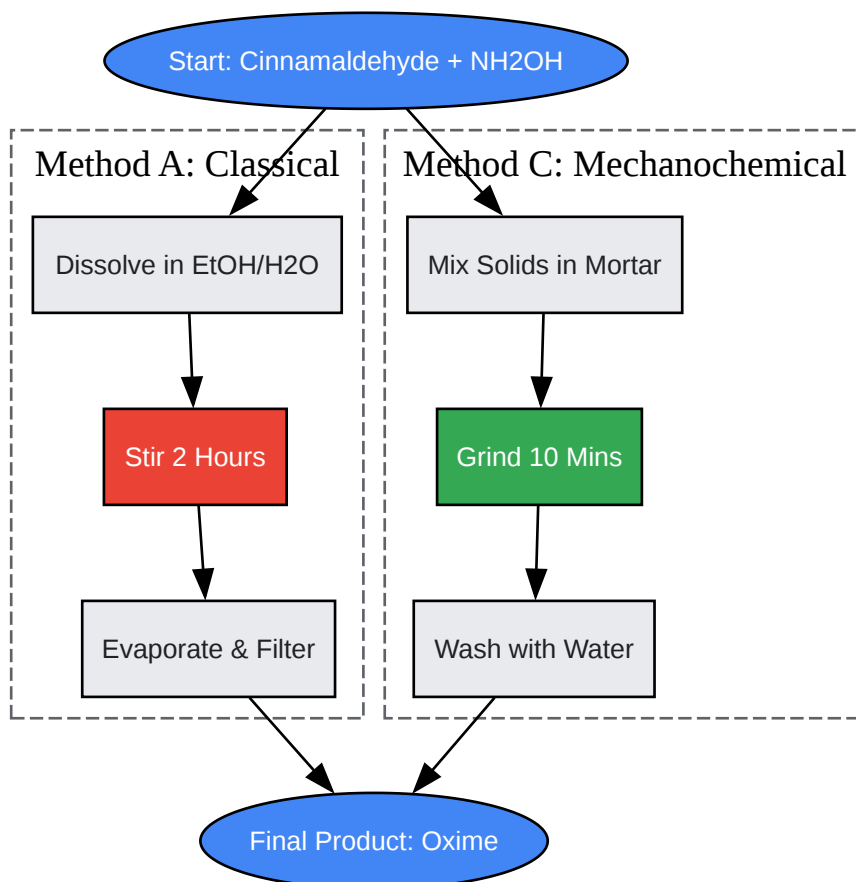 Start: Cinnamaldehyde + NH2OH
Method A: Classical
Method C: Mechanochemical
Dissolve in EtOH/H2O
Mix Solids in Mortar
Stir 2 Hours
Grind 10 Mins
Evaporate & Filter
Wash with Water
Final Product: Oxime